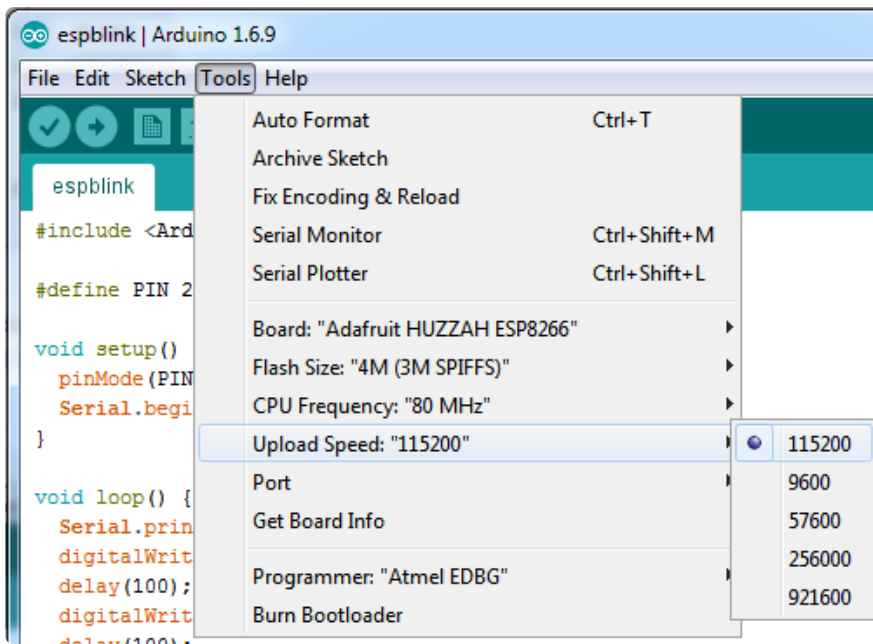 espblink | Arduino 1.6.9
File Edit Sketch Tools Help
espblink
Auto Format Ctrl+T
Archive Sketch
Fix Encoding & Reload
Serial Monitor Ctrl+Shift+M
Serial Plotter Ctrl+Shift+L
Board: "Adafruit HUZZAH ESP8266"
Flash Size: "4M (3M SPIFFS)"
CPU Frequency: "80 MHz"
Upload Speed: "115200"
Port
Get Board Info
Programmer: "Atmel EDBG"
Burn Bootloader
115200
9600
57600
256000
921600
#include <Ard
#define PIN 2
void setup()
pinMode(PIN
Serial.begi
}
void loop() {
Serial.prin
digitalWrit
delay(100);
digitalWrit
delay(100);